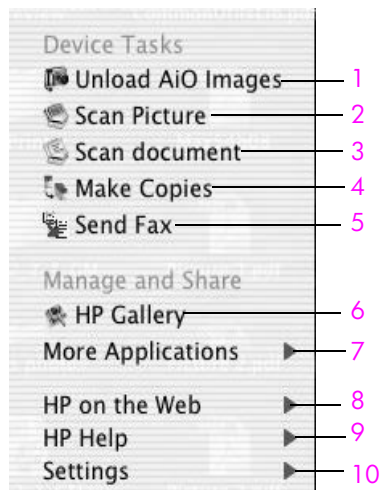 Device Tasks
Unload AiO Images 1
Scan Picture 2
Scan document 3
Make Copies 4
Send Fax 5
Manage and Share
HP Gallery 6
More Applications 7
HP on the Web 8
HP Help 9
Settings 10